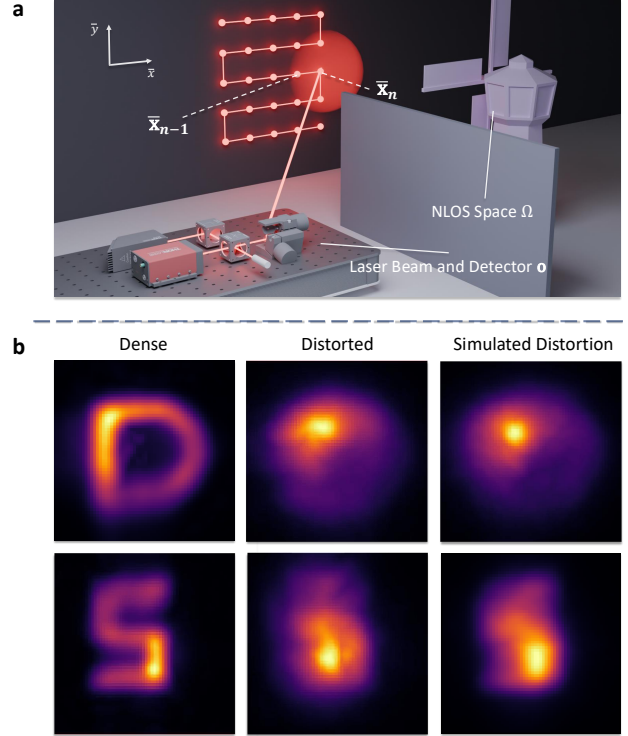 a
ȳ
x̄
x̄ₙ₋₁
x̄ₙ
NLOS Space Ω
Laser Beam and Detector o
b
Dense
Distorted
Simulated Distortion